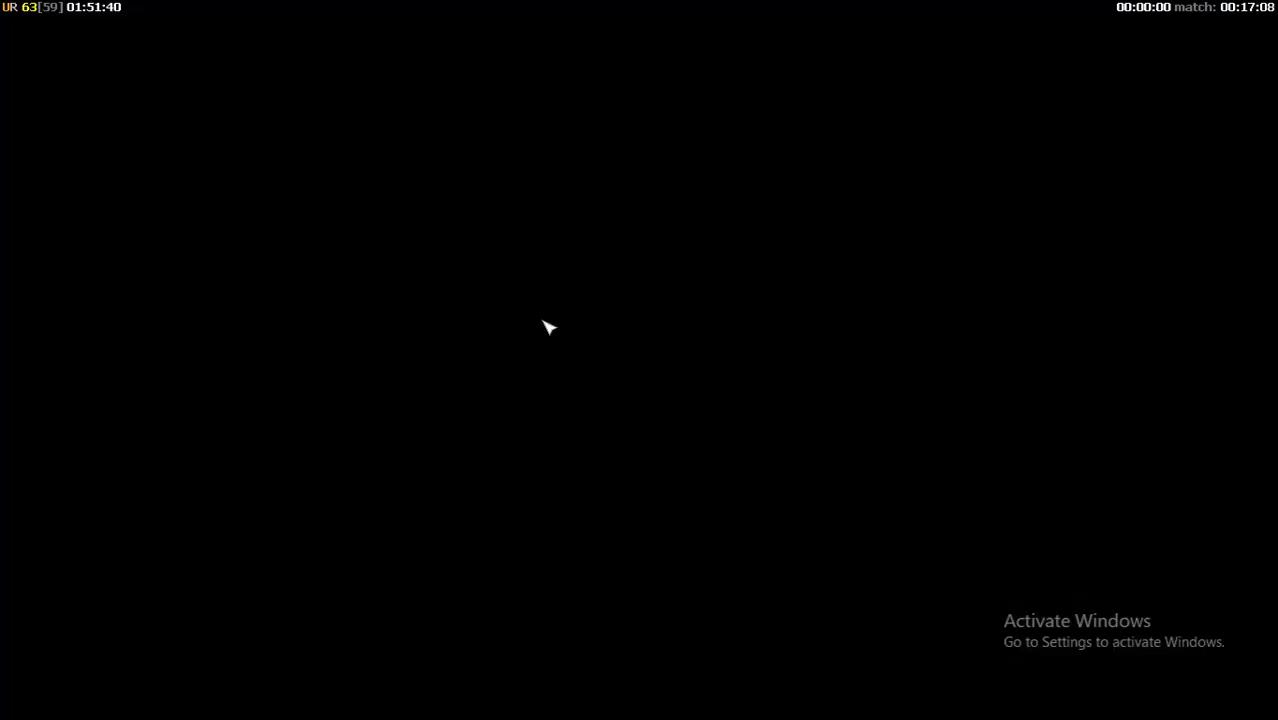 UR 63[59] 01:51:40
00:00:00 match: 00:17:08
Activate Windows
Go to Settings to activate Windows.